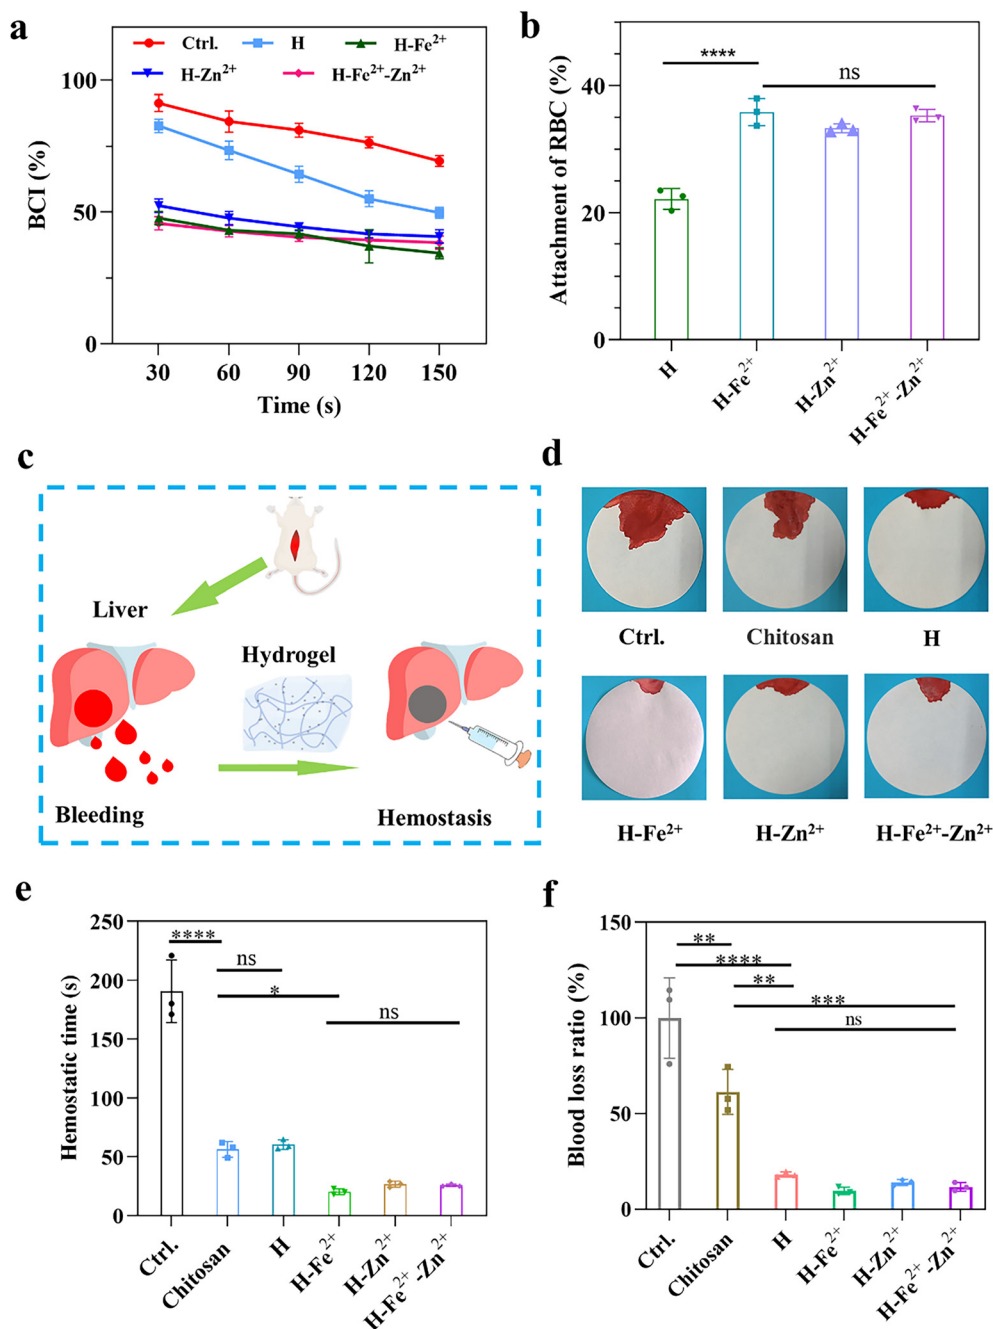 a
Ctrl.
H
H-Fe²⁺
H-Zn²⁺
H-Fe²⁺-Zn²⁺
BCI (%)
100
50
0
30 60 90 120 150
Time (s)
b
****
ns
Attachment of RBC (%)
40
20
0
H
H-Fe²⁺
H-Zn²⁺
H-Fe²⁺-Zn²⁺
c
Liver
Hydrogel
Bleeding
Hemostasis
d
Ctrl. Chitosan H
H-Fe²⁺ H-Zn²⁺ H-Fe²⁺-Zn²⁺
e
Hemostatic time (s)
250
200
150
100
50
0
****
ns
*
ns
Ctrl.
Chitosan
H
H-Fe²⁺
H-Zn²⁺
H-Fe²⁺-Zn²⁺
f
Blood loss ratio (%)
150
100
50
0
**
****
**
***
ns
Ctrl.
Chitosan
H
H-Fe²⁺
H-Zn²⁺
H-Fe²⁺-Zn²⁺